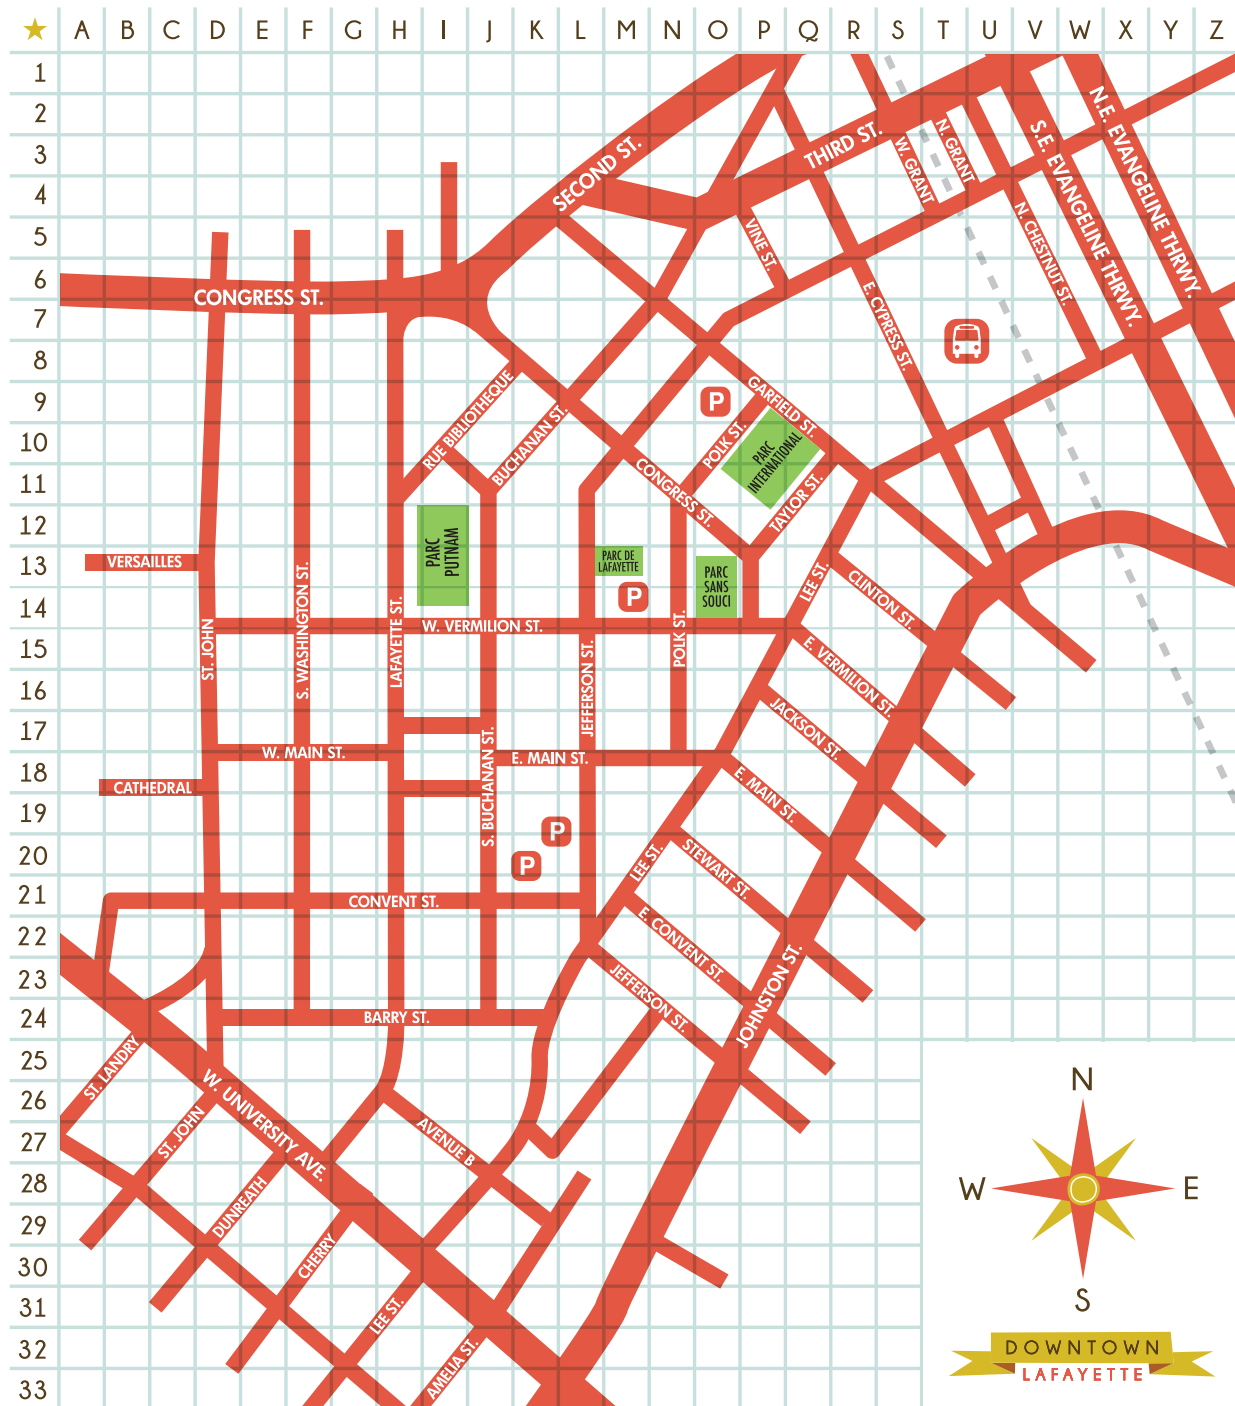 A B C D E F G H I J K L M N O P Q R S T U V W X Y Z
1
2
3
4
5
6
7
8
9
10
11
12
13
14
15
16
17
18
19
20
21
22
23
24
25
26
27
28
29
30
31
32
33
SECOND ST.
THIRD ST.
W. GRANT
N. GRANT
S.E. EVANGELINE THRWY.
N.E. EVANGELINE THRWY.
N. CHESTNUT ST.
VINE ST.
E. CYPRESS ST.
CONGRESS ST.
RUE BIBLIOTHEQUE
BUCHANAN ST.
GARFIELD ST.
P
POLK ST.
PARC
INTERNATIONAL
CONGRESS ST.
TAYLOR ST.
PARC
PUTNAM
PARC DE
LAFAYETTE
P
PARC
SANS
SOUCI
VERSAILLES
ST. JOHN
S. WASHINGTON ST.
LAFAYETTE ST.
W. VERMILION ST.
JEFFERSON ST.
POLK ST.
LEE ST.
CLINTON ST.
E. VERMILION ST.
JACKSON ST.
W. MAIN ST.
S. BUCHANAN ST.
E. MAIN ST.
E. MAIN ST.
CATHEDRAL
P
P
LEE ST.
STEWART ST.
CONVENT ST.
E. CONVENT ST.
JEFFERSON ST.
JOHNSTON ST.
BARRY ST.
ST. LANDRY
W. UNIVERSITY AVE.
ST. JOHN
AVENUE B
DUNREATH
CHERRY
LEE ST.
AMELIA ST.
N
W
E
S
DOWNTOWN
LAFAYETTE